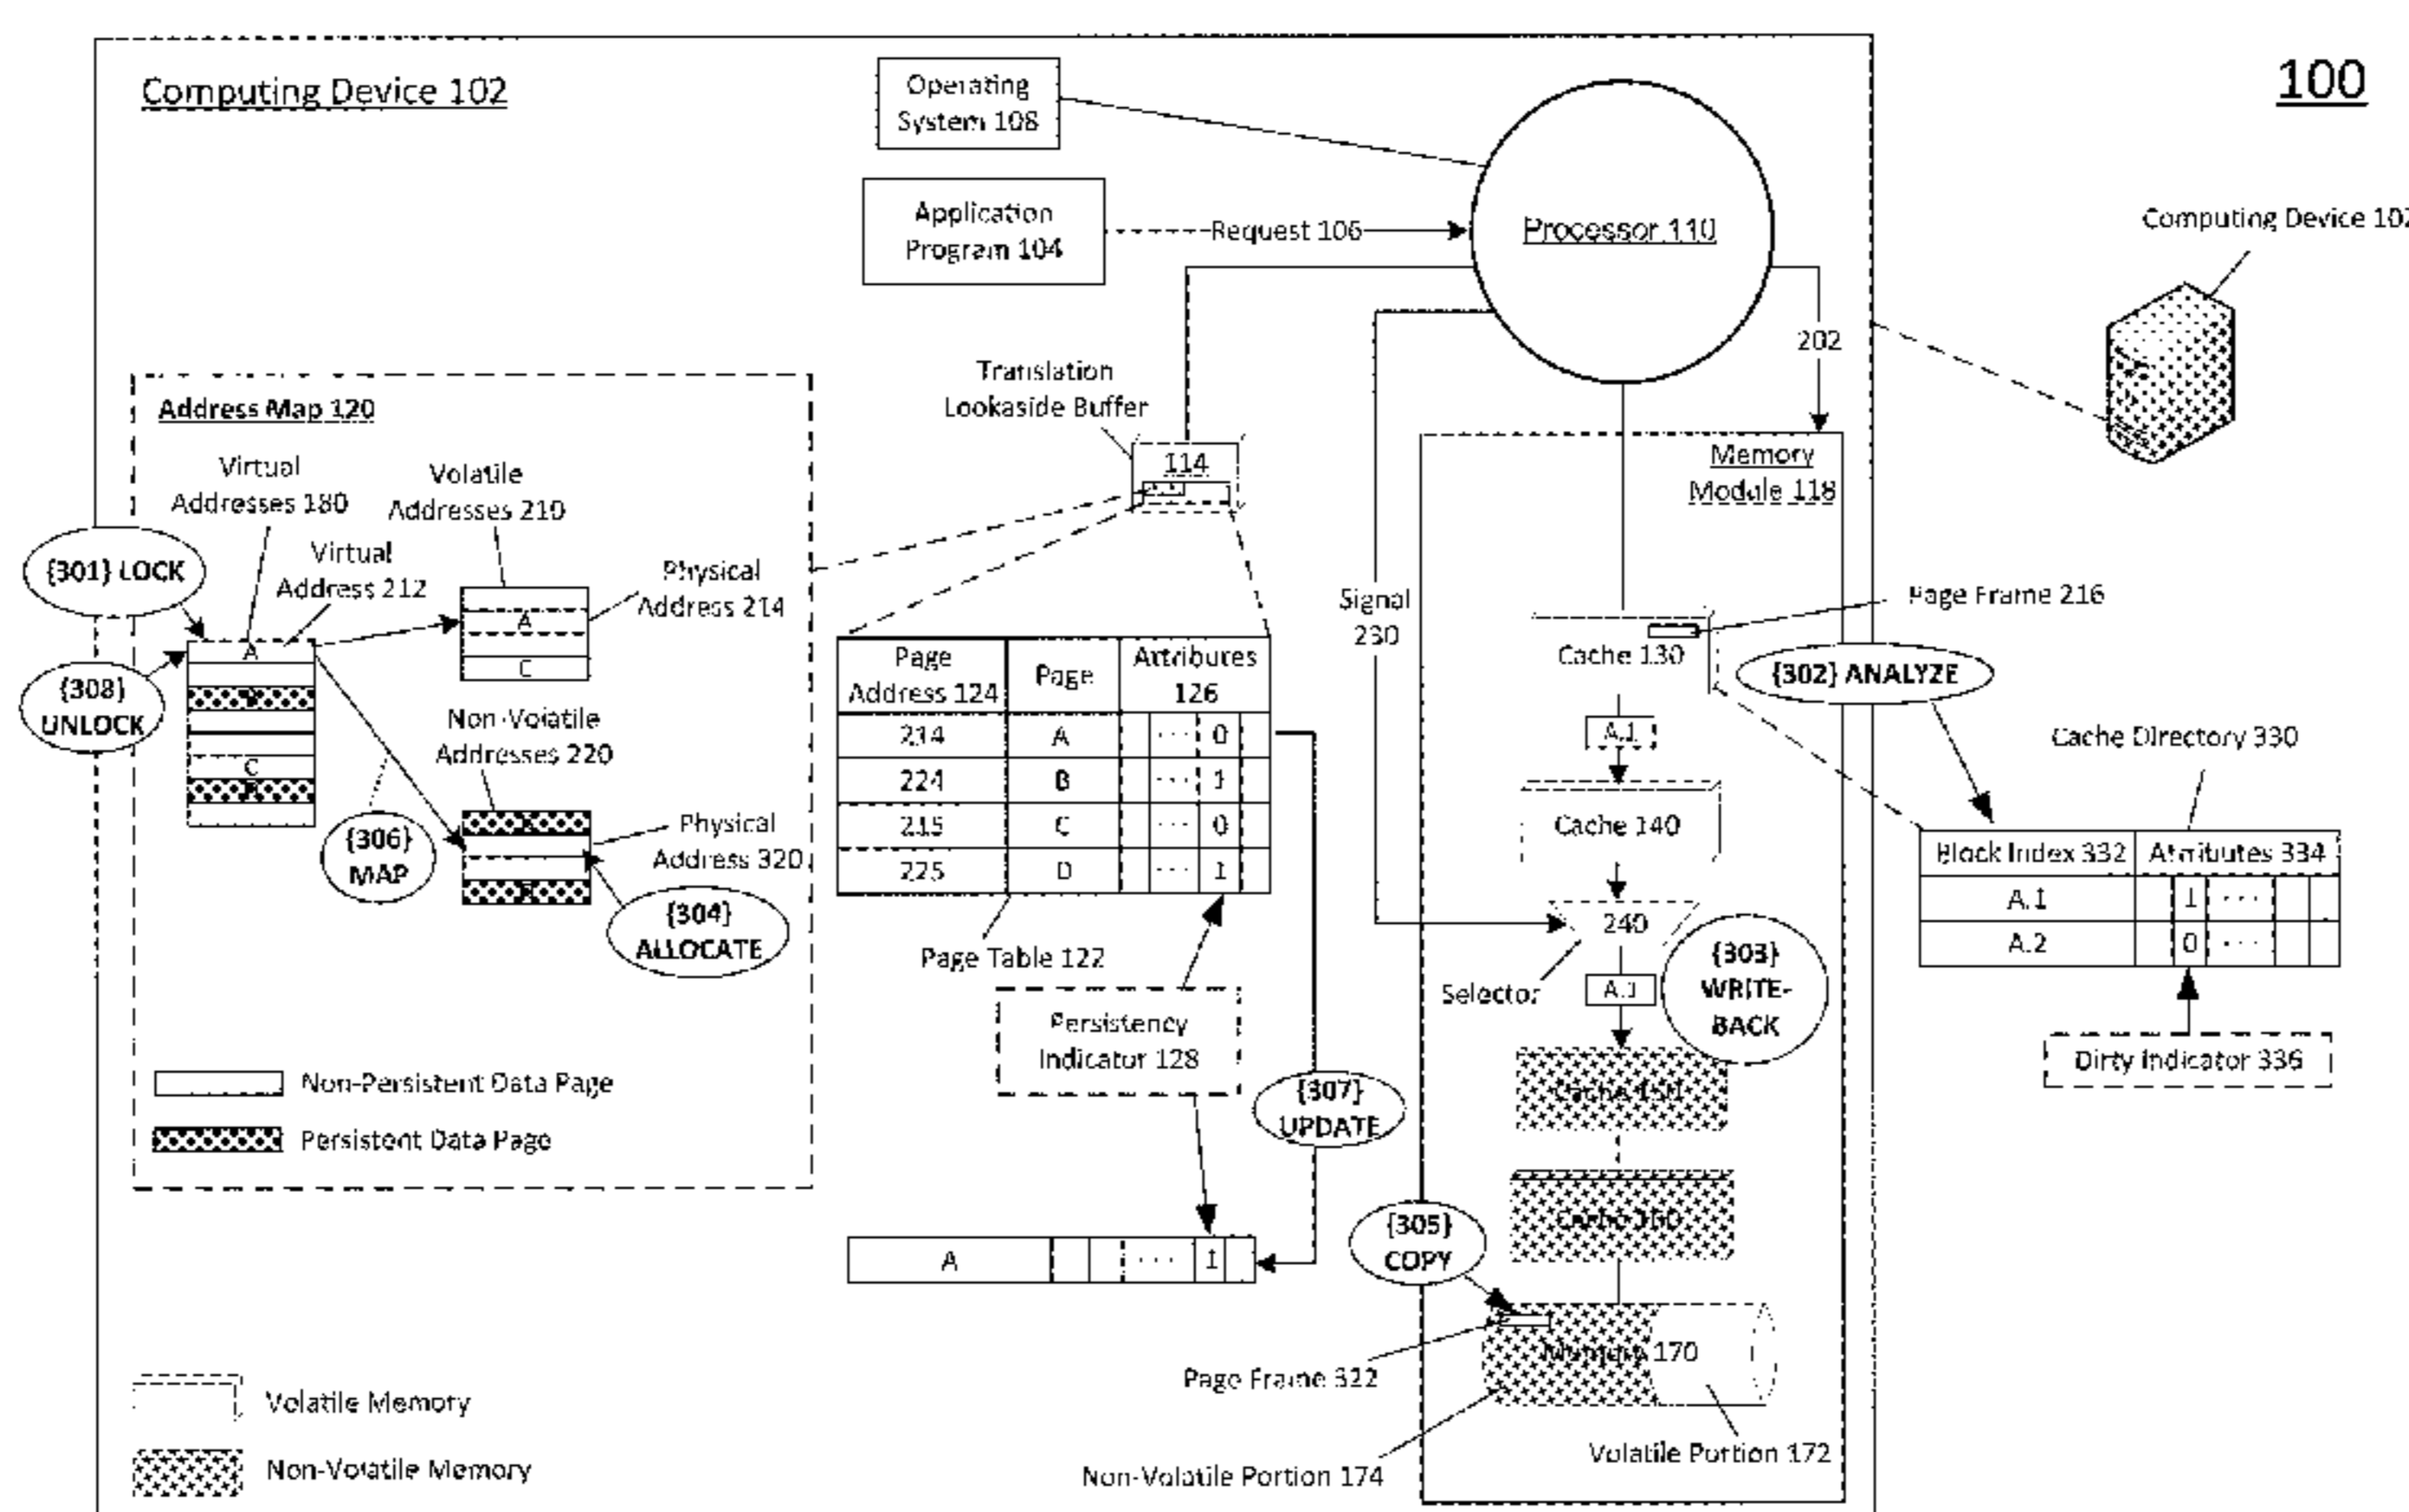 Computing Device 102
100
Operating
System 108
Application
Program 104
Request 106
Processor 110
Computing Device 102
202
Translation
Lookaside Buffer
114
Memory
Module 118
Address Map 120
Virtual
Addresses 180
Volatile
Addresses 210
{301} LOCK
Virtual
Address 212
Physical
Address 214
A
A
C
{308}
UNLOCK
C
Non-Volatile
Addresses 220
{306}
MAP
Physical
Address 320
{304}
ALLOCATE
Non-Persistent Data Page
Persistent Data Page
Page
Address 124
Page
Attributes
126
214 A ... 0
224 B ... 1
215 C ... 0
225 D ... 1
Page Table 122
Persistency
Indicator 128
{307}
UPDATE
A ... 1
Signal
230
Cache 130
Page Frame 216
{302} ANALYZE
A.1
Cache 140
240
Selector
A.1
{303}
WRITE-
BACK
Cache 150
Cache 160
{305}
COPY
Memory 170
Page Frame 322
Non-Volatile Portion 174
Volatile Portion 172
Cache Directory 330
Block Index 332 Attributes 334
A.1 1 ...
A.2 0 ...
Dirty Indicator 336
Volatile Memory
Non-Volatile Memory